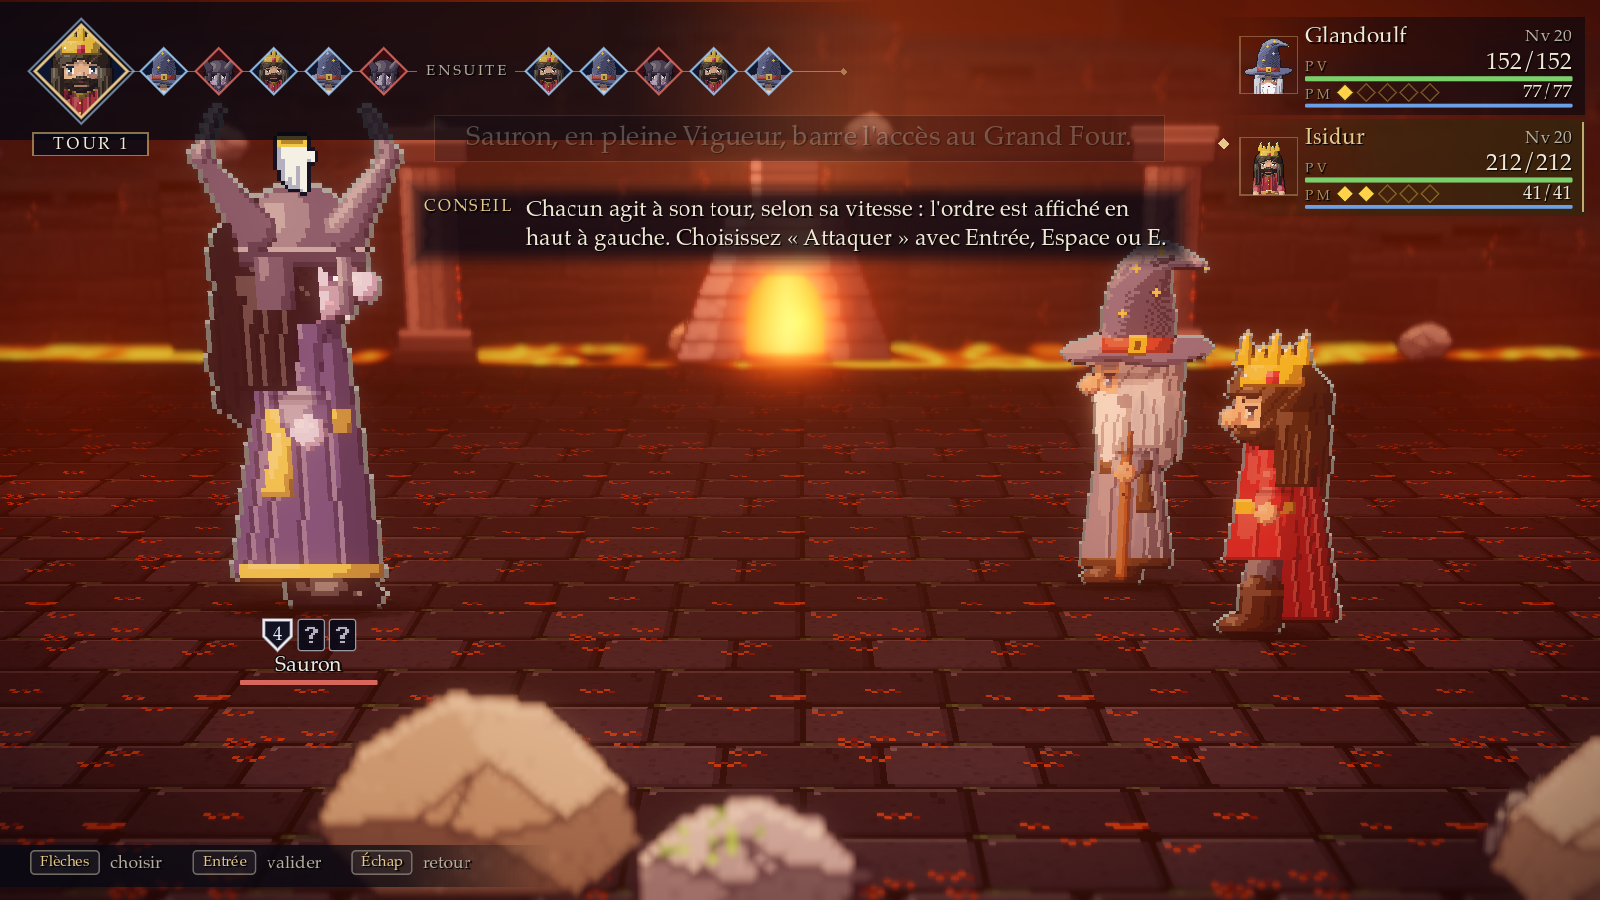 ENSUITE
TOUR 1
Sauron, en pleine Vigueur, barre l'accès au Grand Four.
CONSEIL Chacun agit à son tour, selon sa vitesse : l'ordre est affiché en
haut à gauche. Choisissez « Attaquer » avec Entrée, Espace ou E.
Glandoulf Nv 20
PV 152/152
PM 77/77
Isidur Nv 20
PV 212/212
PM 41/41
4 ? ?
Sauron
Flèches choisir Entrée valider Échap retour